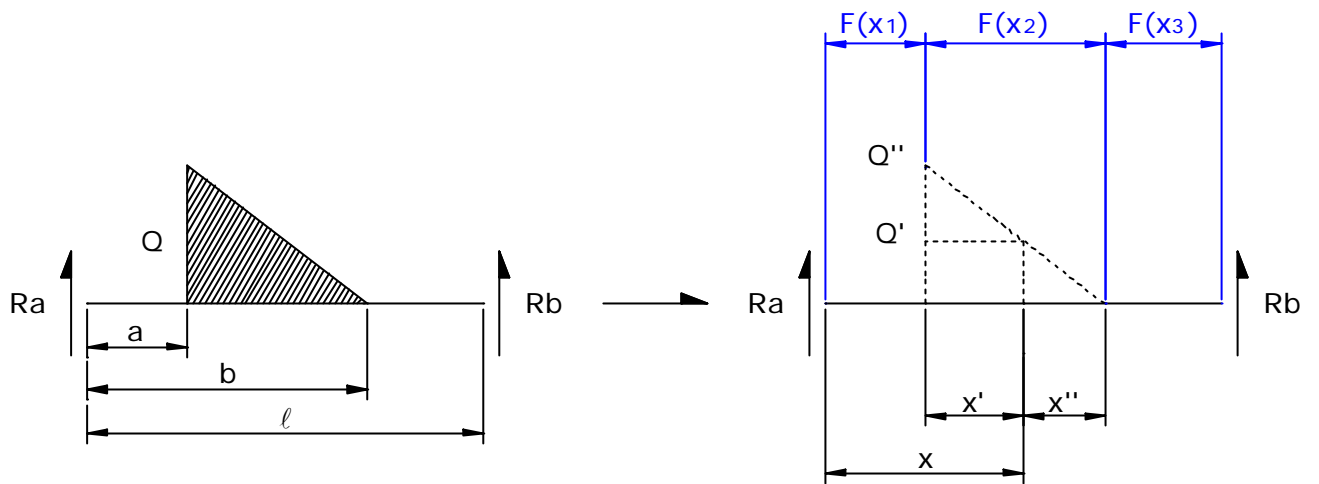 F(x1) F(x2) F(x3)
Q''
Q Q'
Ra Rb Ra Rb
a
b
x' x''
ℓ
x